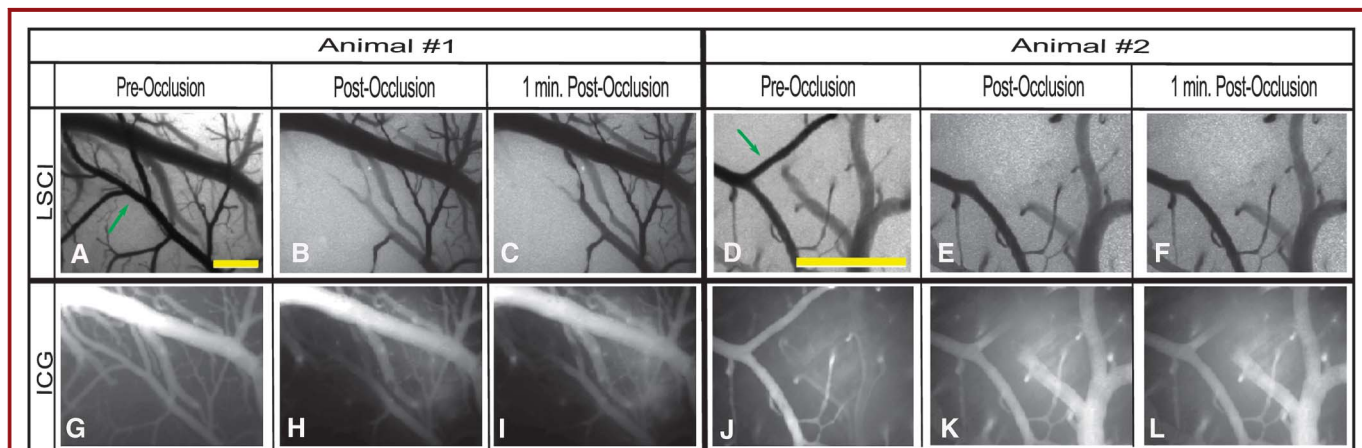 Animal #1 Animal #2
Pre-Occlusion Post-Occlusion 1 min. Post-Occlusion Pre-Occlusion Post-Occlusion 1 min. Post-Occlusion
LSCI
A B C D E F
ICG
G H I J K L